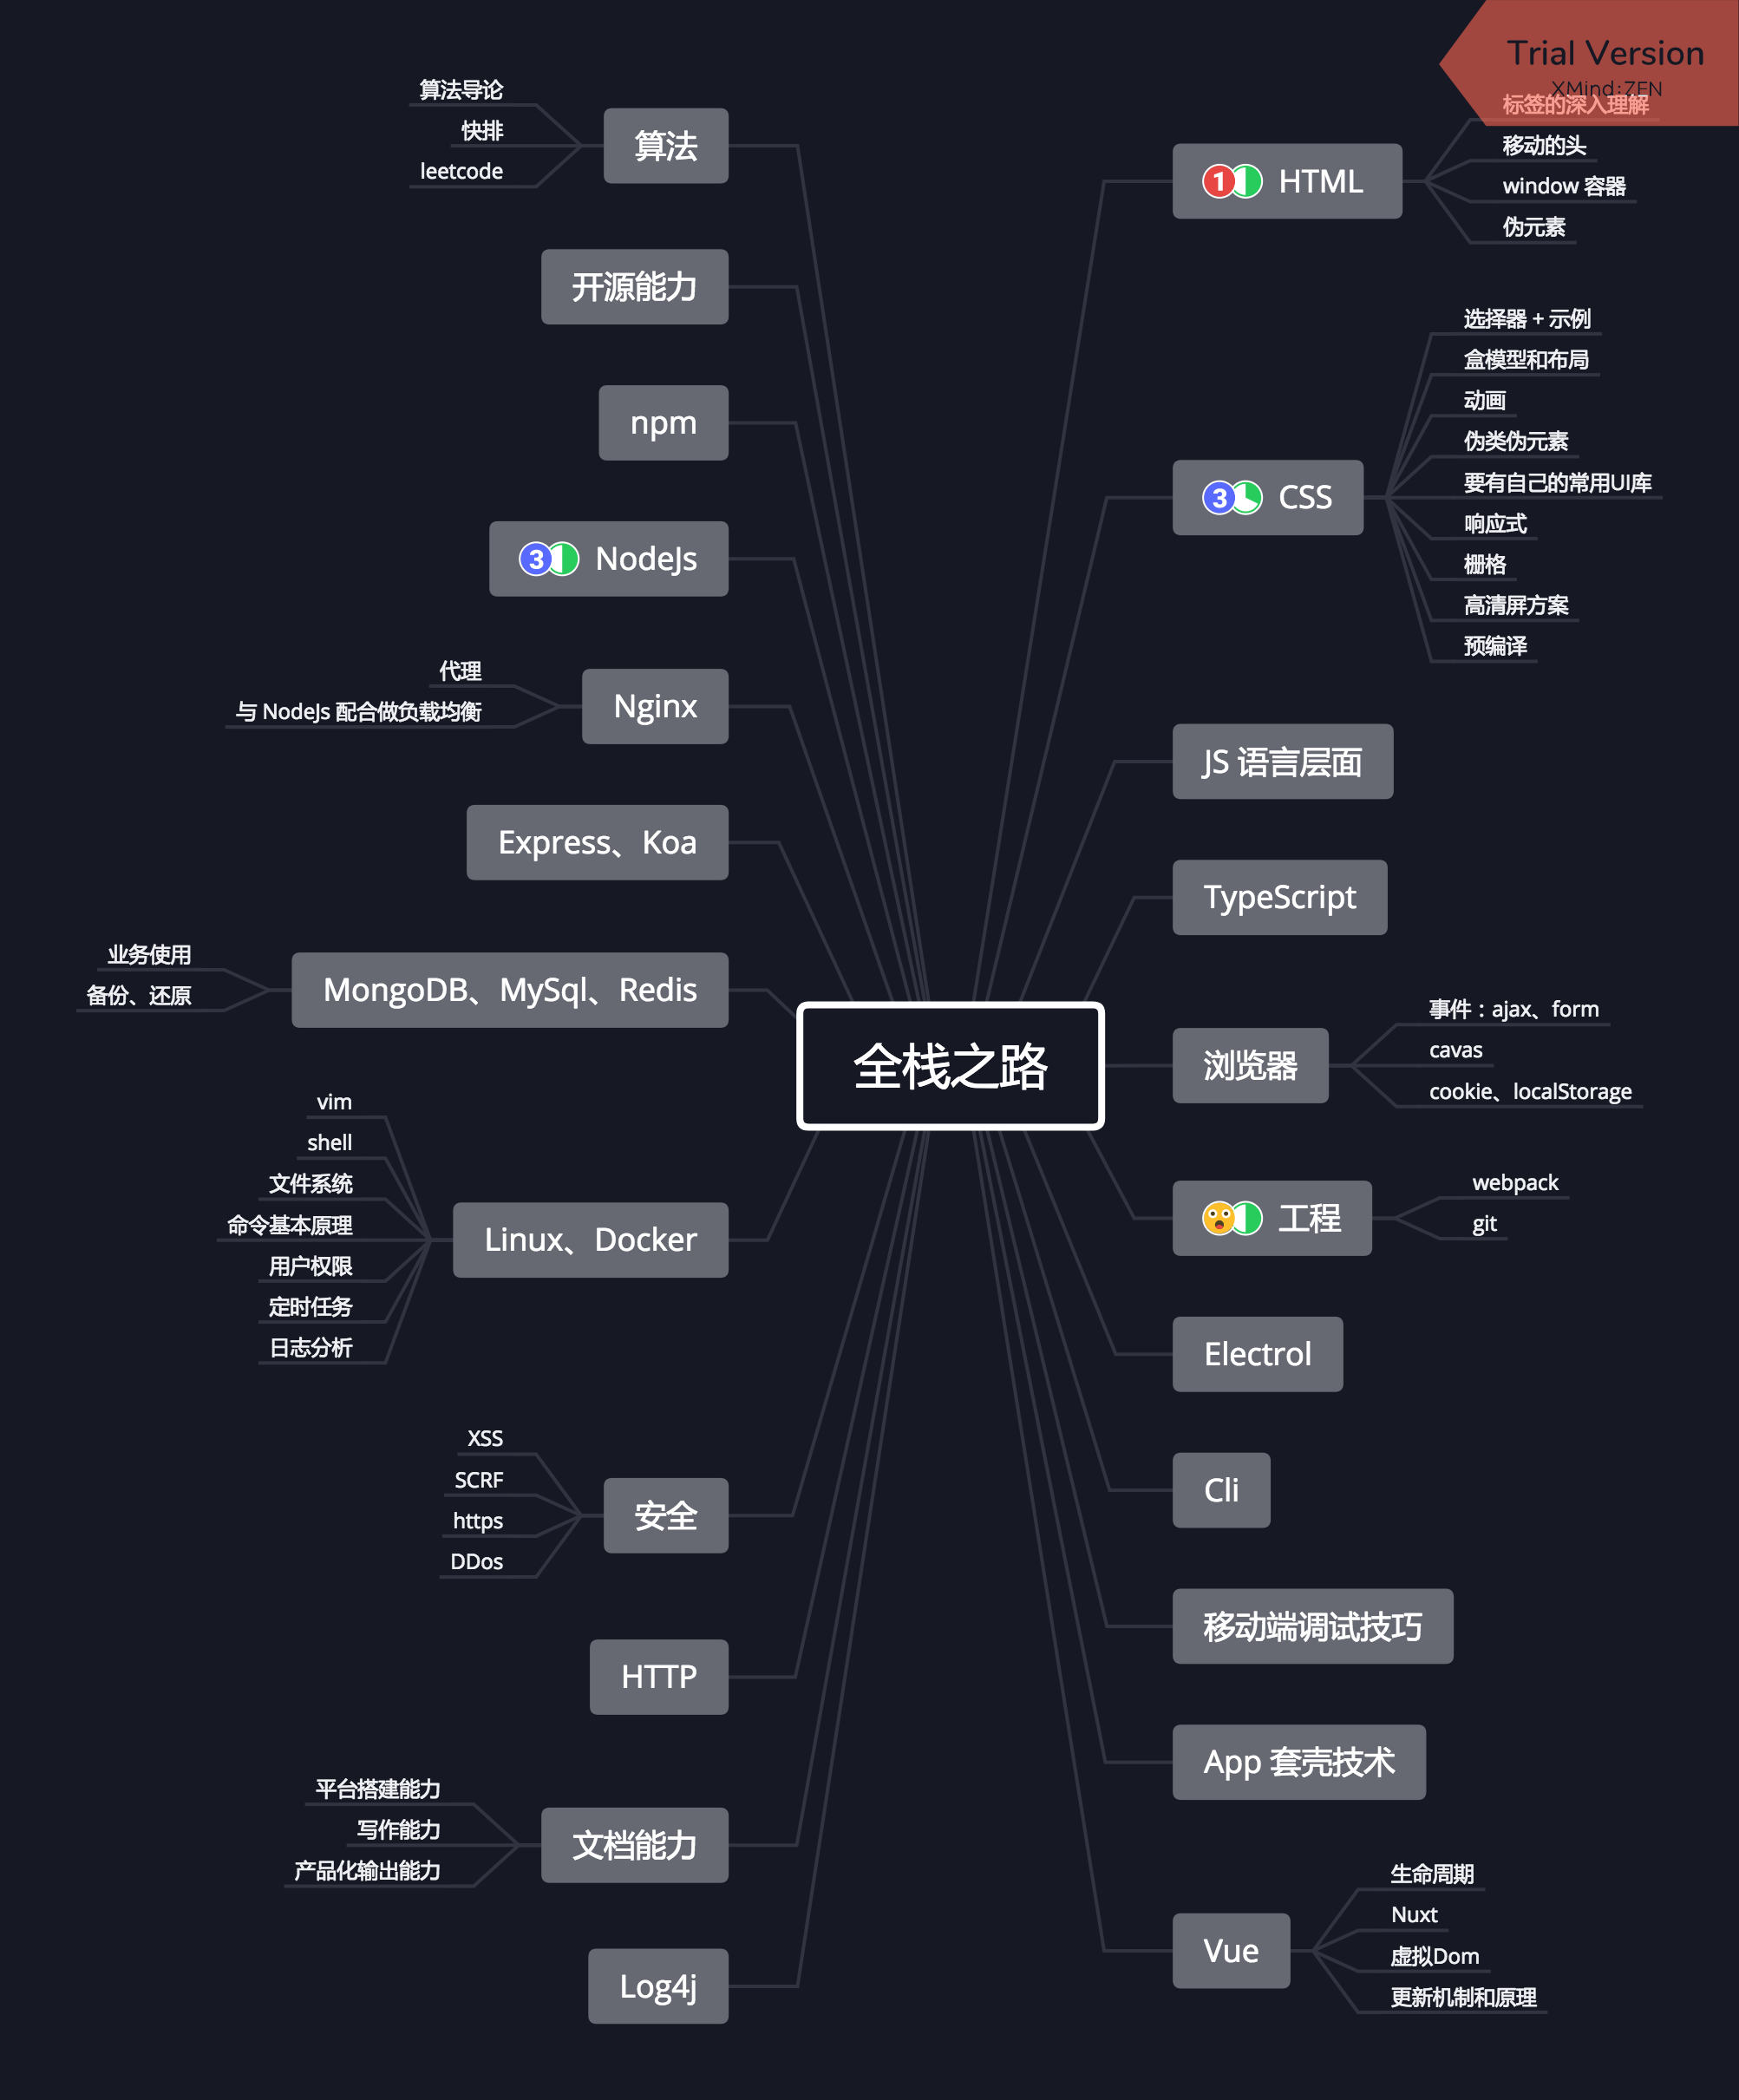 Trial Version
XMind:ZEN
全栈之路
HTML
标签的深入理解
移动的头
window 容器
伪元素
CSS
选择器 + 示例
盒模型和布局
动画
伪类伪元素
要有自己的常用UI库
响应式
栅格
高清屏方案
预编译
JS 语言层面
TypeScript
浏览器
事件：ajax、form
cavas
cookie、localStorage
工程
webpack
git
Electrol
Cli
移动端调试技巧
App 套壳技术
Vue
生命周期
Nuxt
虚拟Dom
更新机制和原理
算法
算法导论
快排
leetcode
开源能力
npm
NodeJs
Nginx
代理
与 NodeJs 配合做负载均衡
Express、Koa
MongoDB、MySql、Redis
业务使用
备份、还原
Linux、Docker
vim
shell
文件系统
命令基本原理
用户权限
定时任务
日志分析
安全
XSS
SCRF
https
DDos
HTTP
文档能力
平台搭建能力
写作能力
产品化输出能力
Log4j
1
3
3